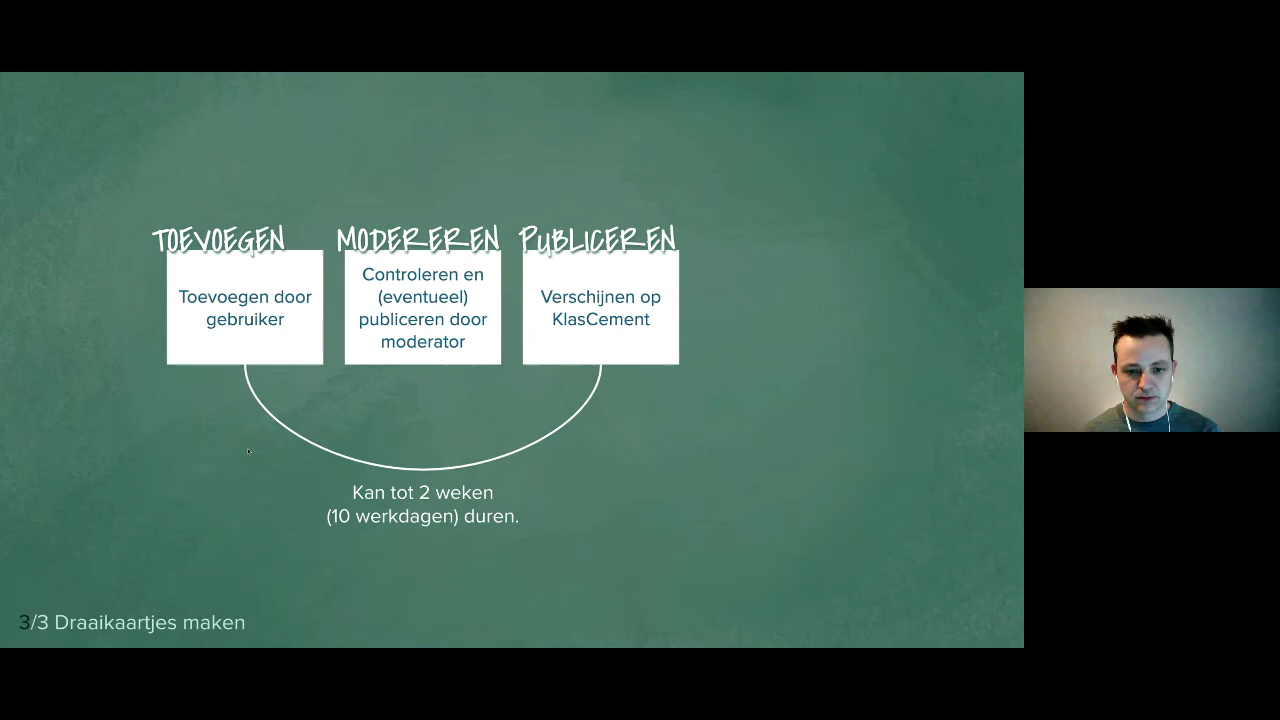 TOEVOEGEN
Toevoegen door
gebruiker
MODEREREN
Controleren en
(eventueel)
publiceren door
moderator
PUBLICEREN
Verschijnen op
KlasCement
Kan tot 2 weken
(10 werkdagen) duren.
3/3 Draaikaartjes maken